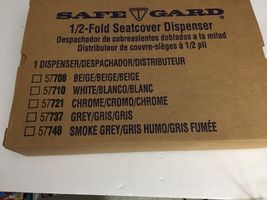 SAFE GARD
1/2-Fold Seatcover Dispenser
Despachador de cubreasientos doblados a la mitad
Distributeur de couvre-sièges à 1/2 pli
1 DISPENSER/DESPACHADOR/DISTRIBUTEUR
57708 BEIGE/BEIGE/BEIGE
57710 WHITE/BLANCO/BLANC
57721 CHROME/CROMO/CHROME
57737 GREY/GRIS/GRIS
57748 SMOKE GREY/GRIS HUMO/GRIS FUMÉE